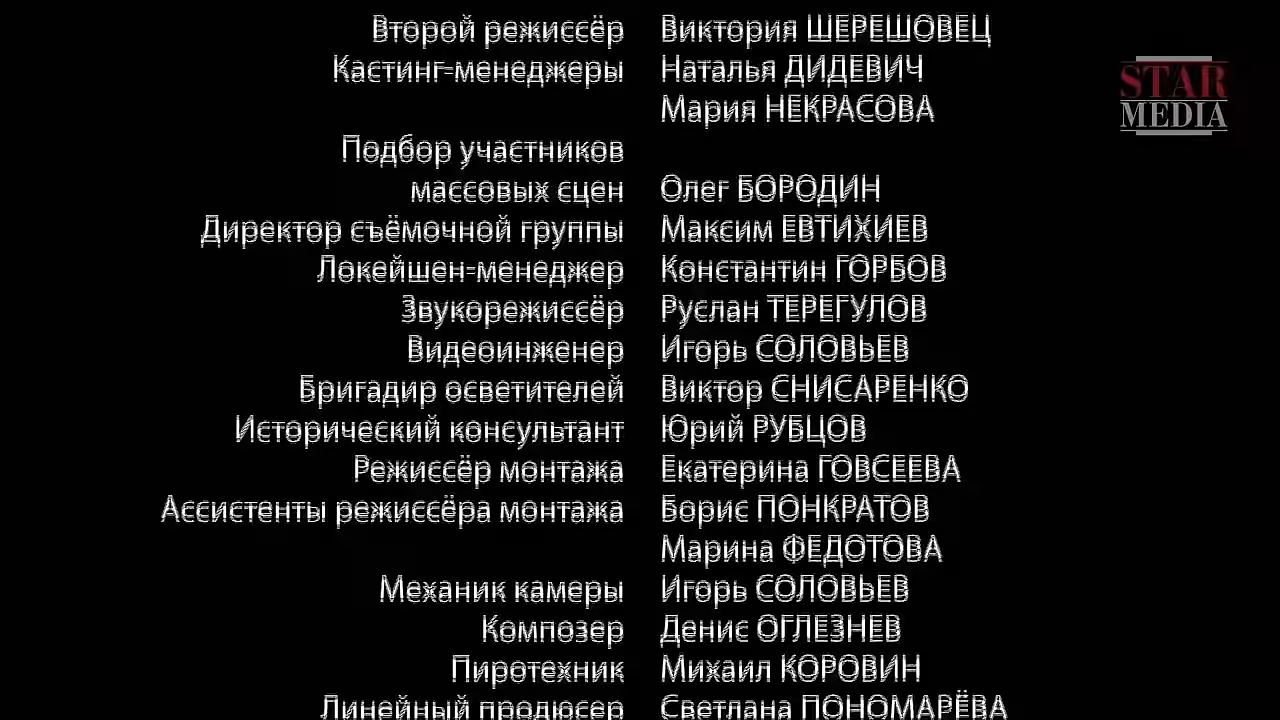 Второй режиссёр Виктория ШЕРЕШОВЕЦ
Кастинг-менеджеры Наталья ДИДЕВИЧ
Мария НЕКРАСОВА
STAR
MEDIA
Подбор участников
массовых сцен Олег БОРОДИН
Директор съёмочной группы Максим ЕВТИХИЕВ
Локейшен-менеджер Константин ГОРБОВ
Звукорежиссёр Руслан ТЕРЕГУЛОВ
Видеоинженер Игорь СОЛОВЬЕВ
Бригадир осветителей Виктор СНИСАРЕНКО
Исторический консультант Юрий РУБЦОВ
Режиссёр монтажа Екатерина ГОВСЕЕВА
Ассистенты режиссёра монтажа Борис ПОНКРАТОВ
Марина ФЕДОТОВА
Механик камеры Игорь СОЛОВЬЕВ
Композер Денис ОГЛЕЗНЕВ
Пиротехник Михаил КОРОВИН
Линейный продюсер Светлана ПОНОМАРЁВА